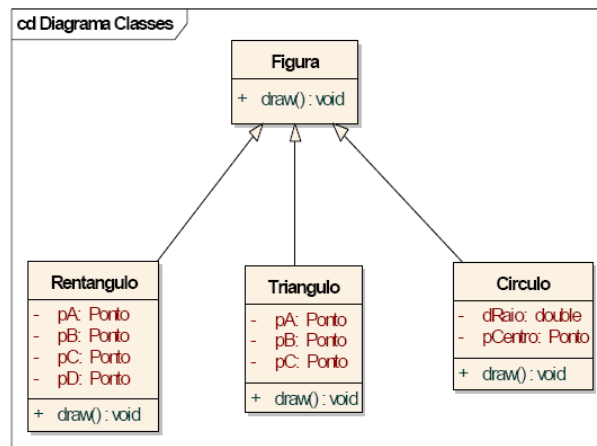 cd Diagrama Classes
Figura
+ draw() : void
Rentangulo
- pA: Ponto
- pB: Ponto
- pC: Ponto
- pD: Ponto
+ draw() : void
Triangulo
- pA: Ponto
- pB: Ponto
- pC: Ponto
+ draw() : void
Circulo
- dRaio: double
- pCentro: Ponto
+ draw() : void